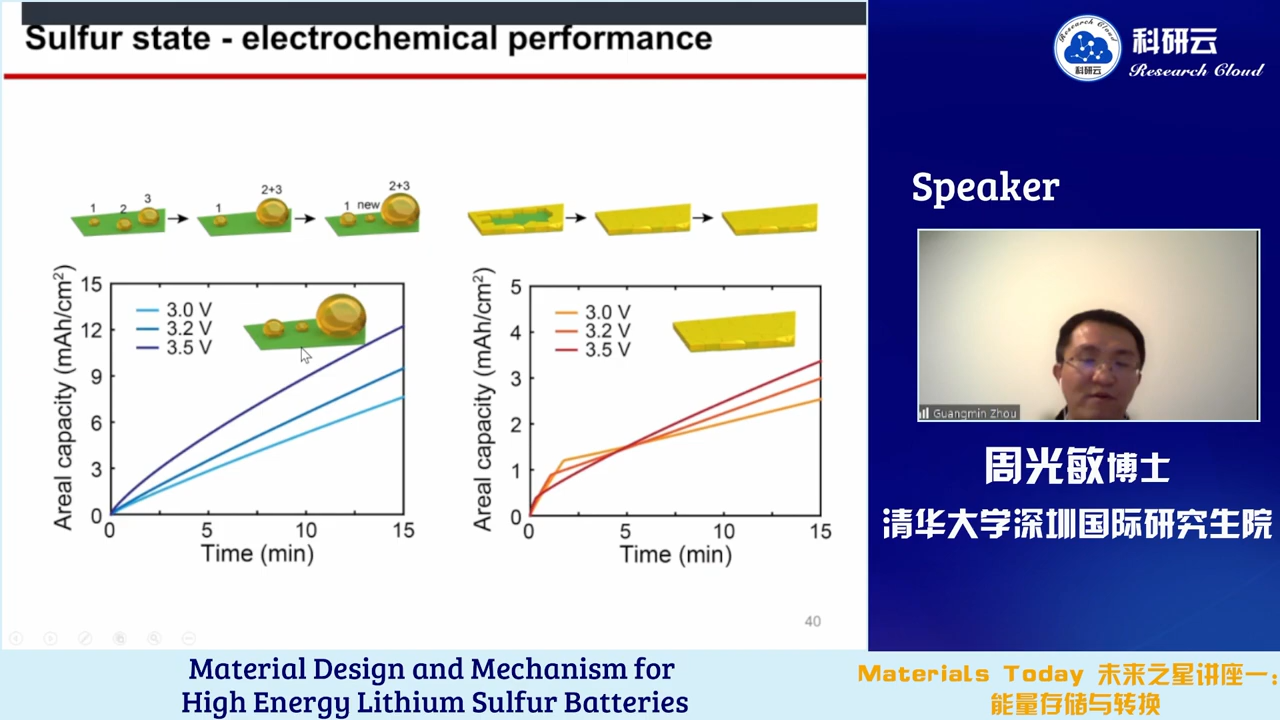 Sulfur state - electrochemical performance
1 2 3 1 2+3 1 new 2+3
15
12
9
6
3
0
Areal capacity (mAh/cm²)
3.0 V
3.2 V
3.5 V
0 5 10 15
Time (min)
5
4
3
2
1
0
Areal capacity (mAh/cm²)
3.0 V
3.2 V
3.5 V
0 5 10 15
Time (min)
40
Research Cloud
科研云
科研云
Research Cloud
Speaker
Guangmin Zhou
周光敏博士
清华大学深圳国际研究生院
Material Design and Mechanism for
High Energy Lithium Sulfur Batteries
Materials Today 未来之星讲座一:
能量存储与转换